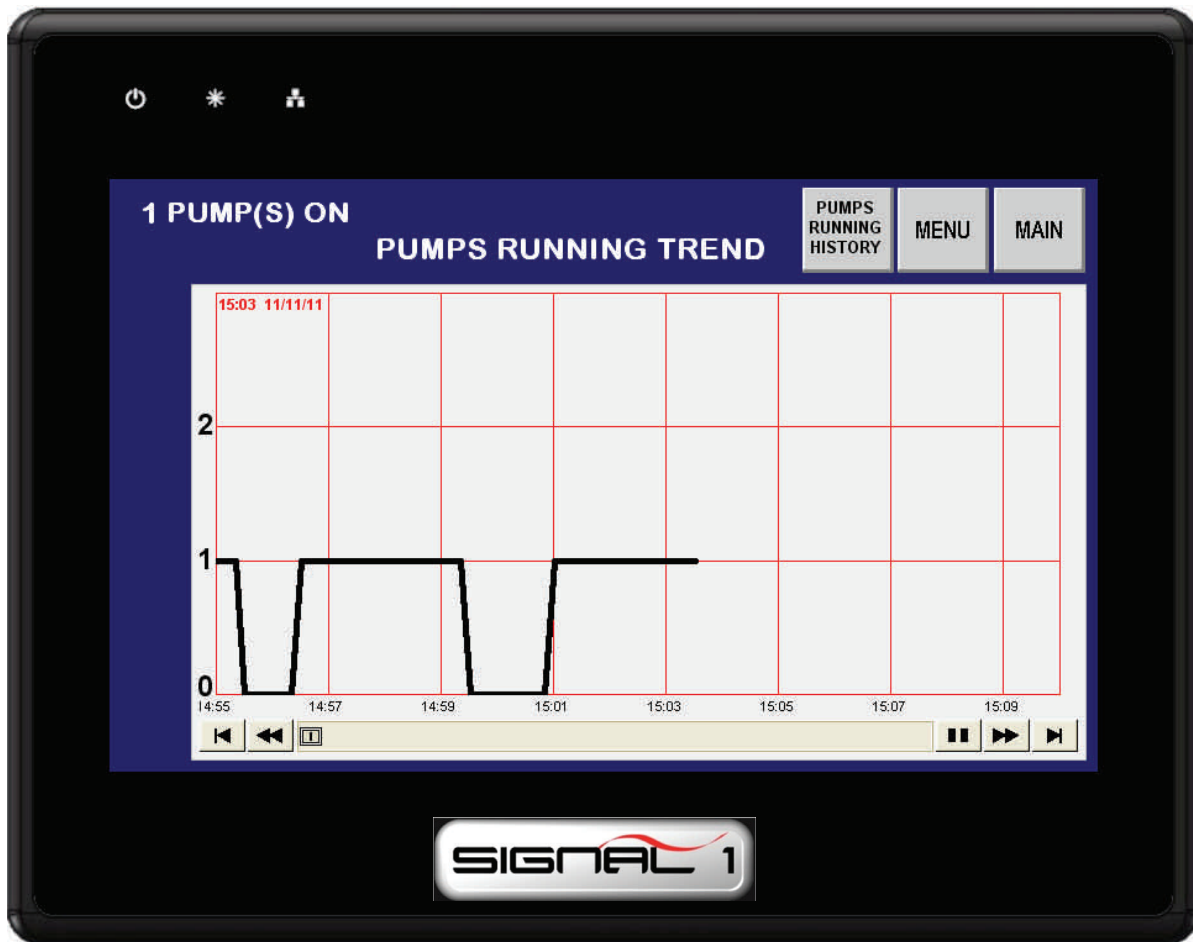 1 PUMP(S) ON
PUMPS RUNNING TREND
PUMPS
RUNNING
HISTORY
MENU
MAIN
15:03 11/11/11
2
1
0
14:55
14:57
14:59
15:01
15:03
15:05
15:07
15:09
SIGNAL 1